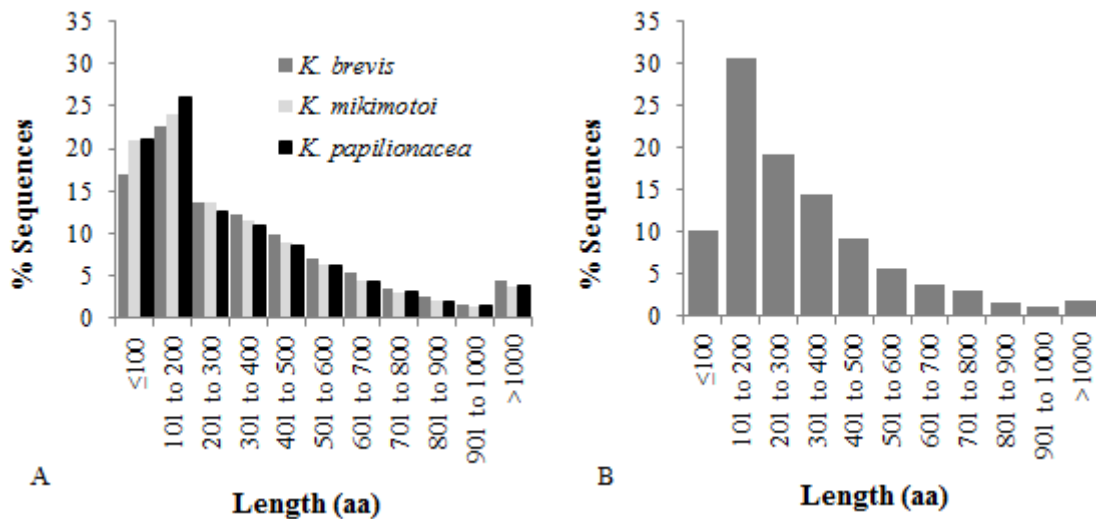 35
30
25
20
15
10
5
0
% Sequences
K. brevis
K. mikimotoi
K. papilionacea
≤100
101 to 200
201 to 300
301 to 400
401 to 500
501 to 600
601 to 700
701 to 800
801 to 900
901 to 1000
>1000
A
Length (aa)
35
30
25
20
15
10
5
0
% Sequences
≤100
101 to 200
201 to 300
301 to 400
401 to 500
501 to 600
601 to 700
701 to 800
801 to 900
901 to 1000
>1000
B
Length (aa)